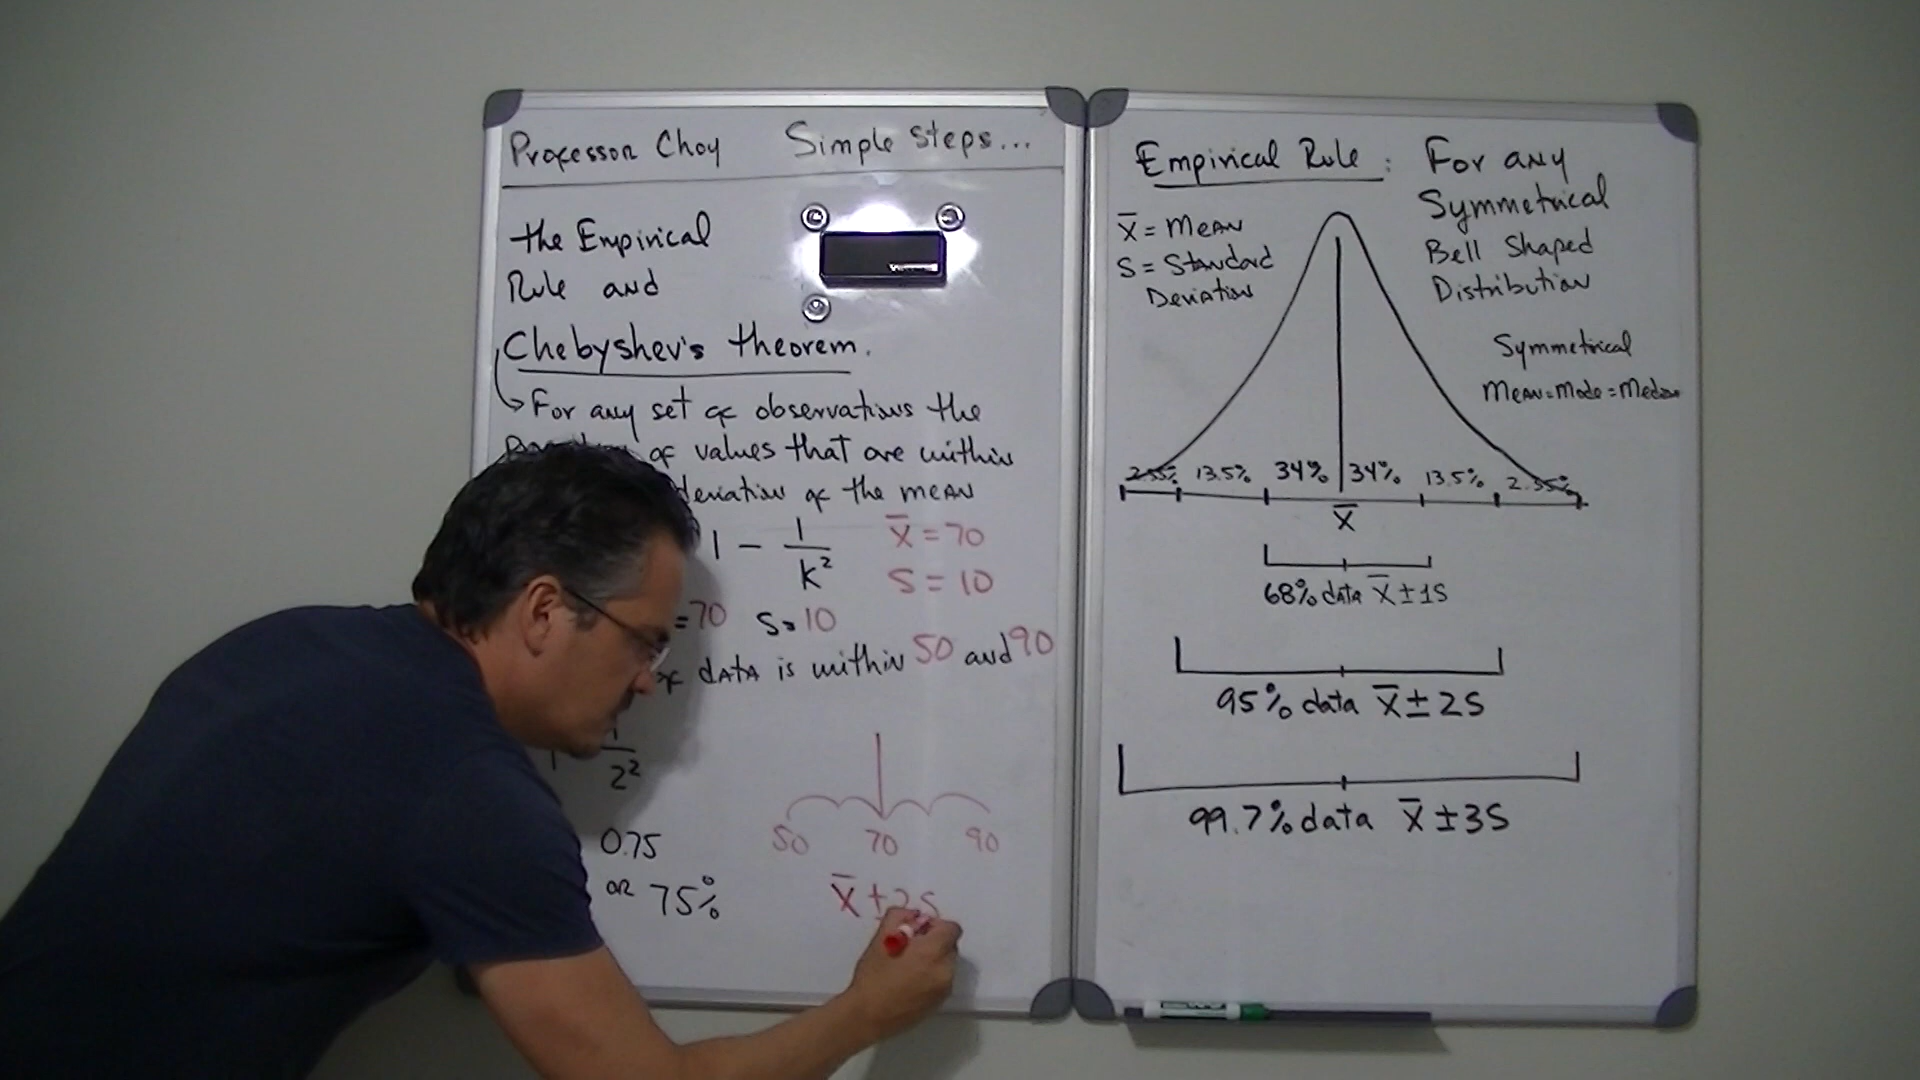 Professor Choy Simple Steps...
the Empirical
Rule and
Chebyshev's theorem.
For any set of observations the
of values that are within
deviation of the mean
1 - 1/k²
X̄ = 70
S = 10
= 70 S = 10
of data is within 50 and 90
1/2²
0.75
or 75%
50 70 90
X̄ ± 2S
Empirical Rule: For any
Symmetrical
Bell Shaped
Distribution
X̄ = Mean
S = Standard
Deviation
Symmetrical
Mean = Mode = Median
2.35% 13.5% 34% 34% 13.5% 2.35%
X̄
68% data X̄ ± 1S
95% data X̄ ± 2S
99.7% data X̄ ± 3S